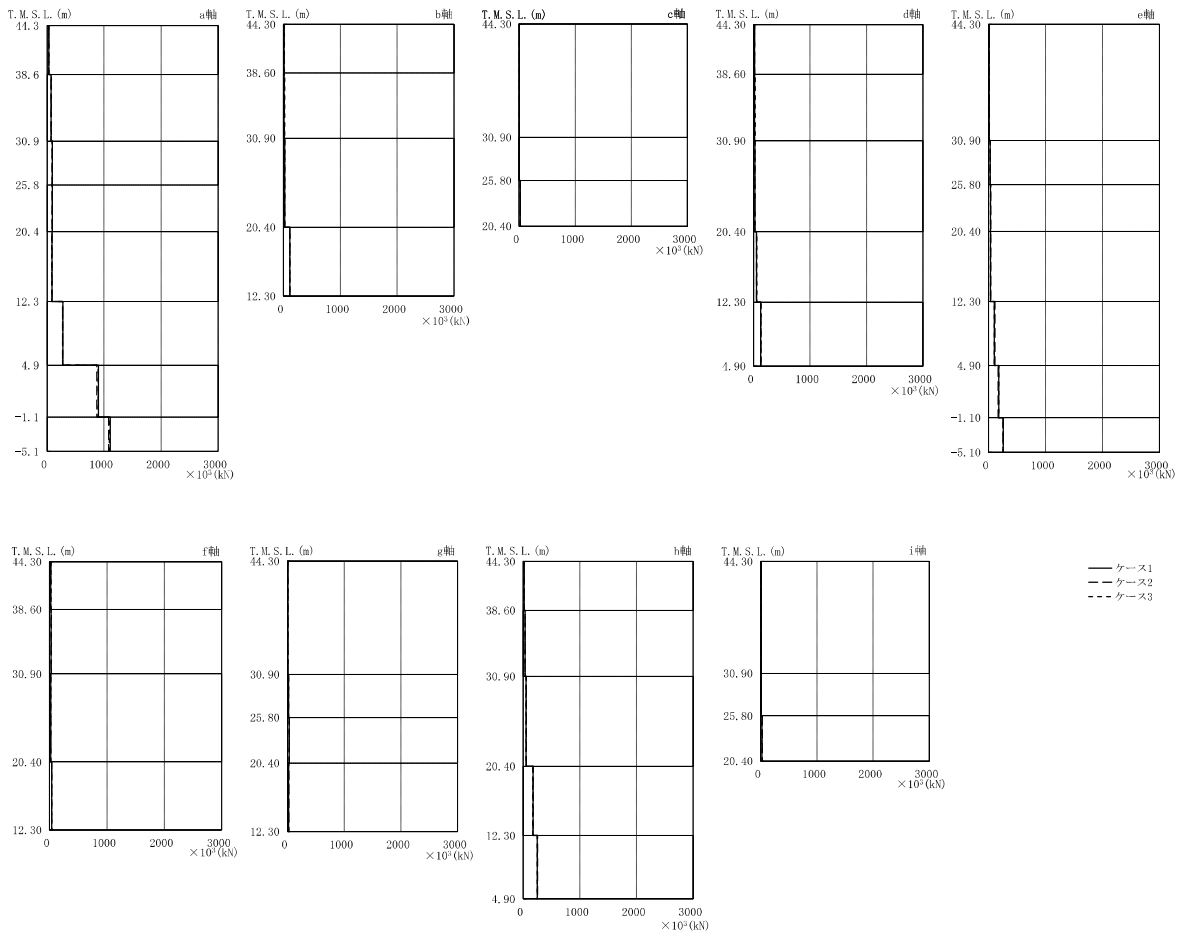 T.M.S.L.(m) a軸
44.3
38.6
30.9
25.8
20.4
12.3
4.9
-1.1
-5.1
0 1000 2000 3000
×10³(kN)
T.M.S.L.(m) b軸
44.30
38.60
30.90
20.40
12.30
0 1000 2000 3000
×10³(kN)
T.M.S.L.(m) c軸
44.30
30.90
25.80
20.40
0 1000 2000 3000
×10³(kN)
T.M.S.L.(m) d軸
44.30
38.60
30.90
20.40
12.30
4.90
0 1000 2000 3000
×10³(kN)
T.M.S.L.(m) e軸
44.30
30.90
25.80
20.40
12.30
4.90
-1.10
-5.10
0 1000 2000 3000
×10³(kN)
T.M.S.L.(m) f軸
44.30
38.60
30.90
20.40
12.30
0 1000 2000 3000
×10³(kN)
T.M.S.L.(m) g軸
44.30
30.90
25.80
20.40
12.30
0 1000 2000 3000
×10³(kN)
T.M.S.L.(m) h軸
44.30
38.60
30.90
20.40
12.30
4.90
0 1000 2000 3000
×10³(kN)
T.M.S.L.(m) i軸
44.30
30.90
25.80
20.40
0 1000 2000 3000
×10³(kN)
ケース1
ケース2
ケース3